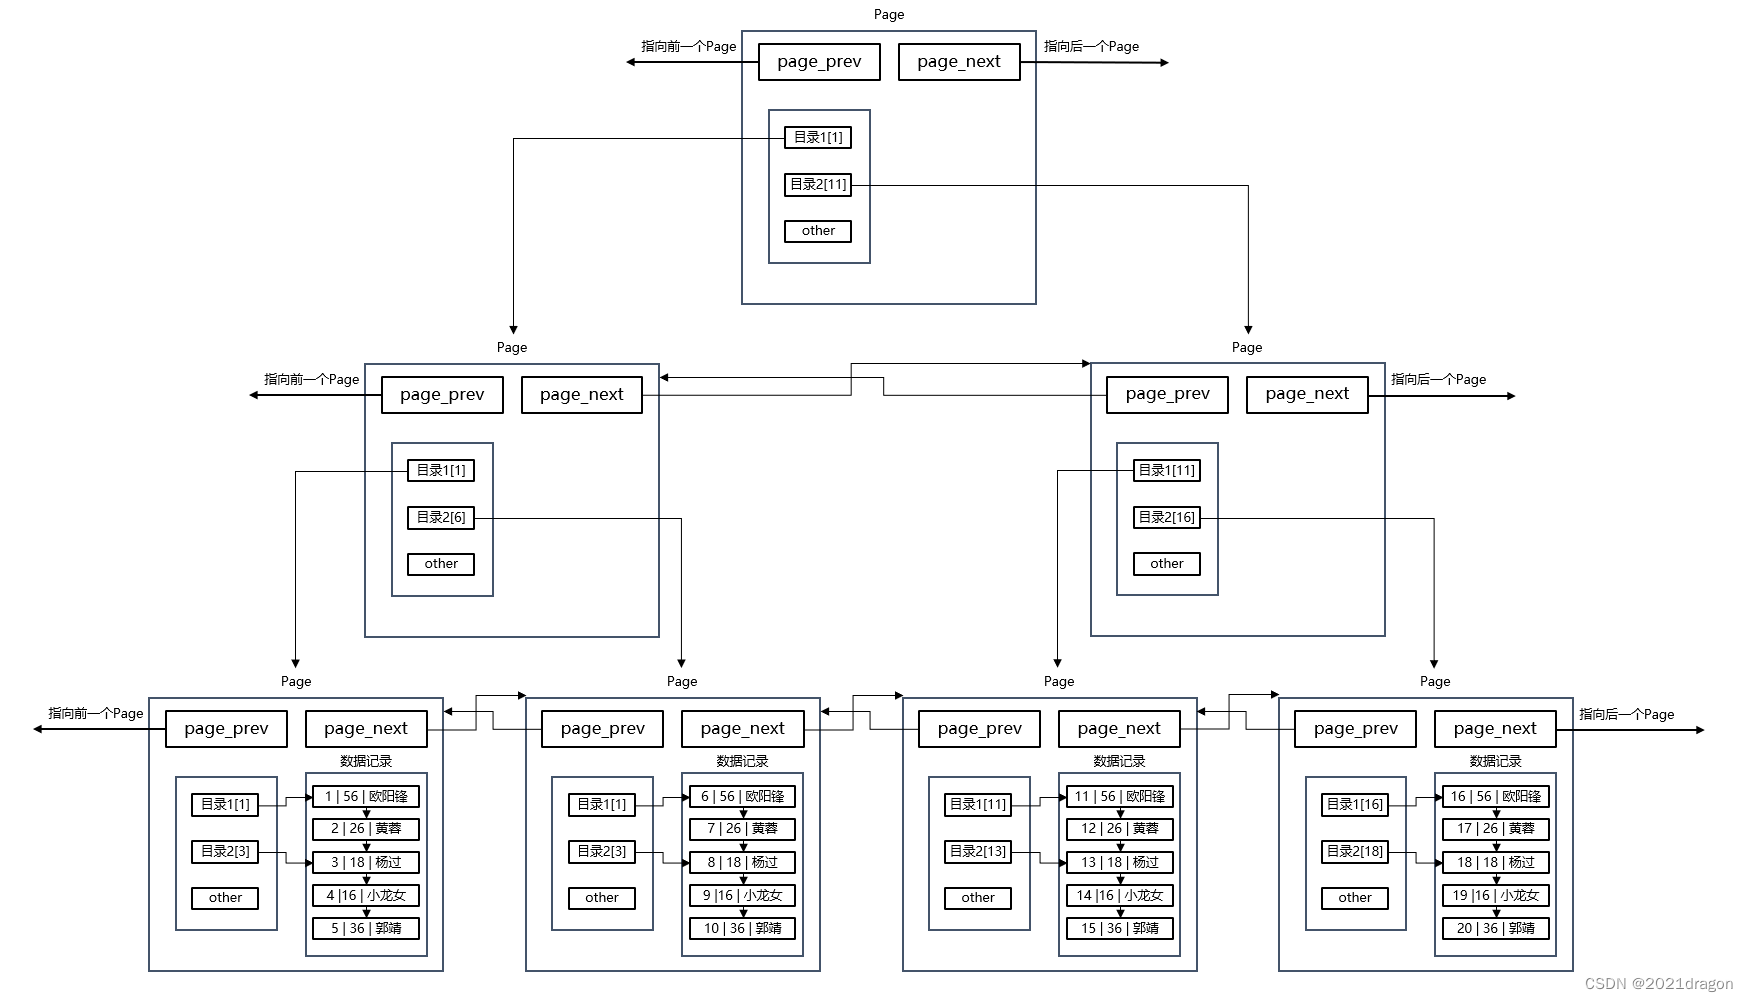 Page
指向前一个Page
指向后一个Page
page_prev
page_next
目录1[1]
目录2[11]
other
Page
指向前一个Page
page_prev
page_next
目录1[1]
目录2[6]
other
Page
指向后一个Page
page_prev
page_next
目录1[11]
目录2[16]
other
Page
指向前一个Page
page_prev
page_next
数据记录
目录1[1]
目录2[3]
other
1 | 56 | 欧阳锋
2 | 26 | 黄蓉
3 | 18 | 杨过
4 |16 | 小龙女
5 | 36 | 郭靖
Page
page_prev
page_next
数据记录
目录1[1]
目录2[3]
other
6 | 56 | 欧阳锋
7 | 26 | 黄蓉
8 | 18 | 杨过
9 |16 | 小龙女
10 | 36 | 郭靖
Page
page_prev
page_next
数据记录
目录1[11]
目录2[13]
other
11 | 56 | 欧阳锋
12 | 26 | 黄蓉
13 | 18 | 杨过
14 |16 | 小龙女
15 | 36 | 郭靖
Page
指向后一个Page
page_prev
page_next
数据记录
目录1[16]
目录2[18]
other
16 | 56 | 欧阳锋
17 | 26 | 黄蓉
18 | 18 | 杨过
19 |16 | 小龙女
20 | 36 | 郭靖
CSDN @2021dragon